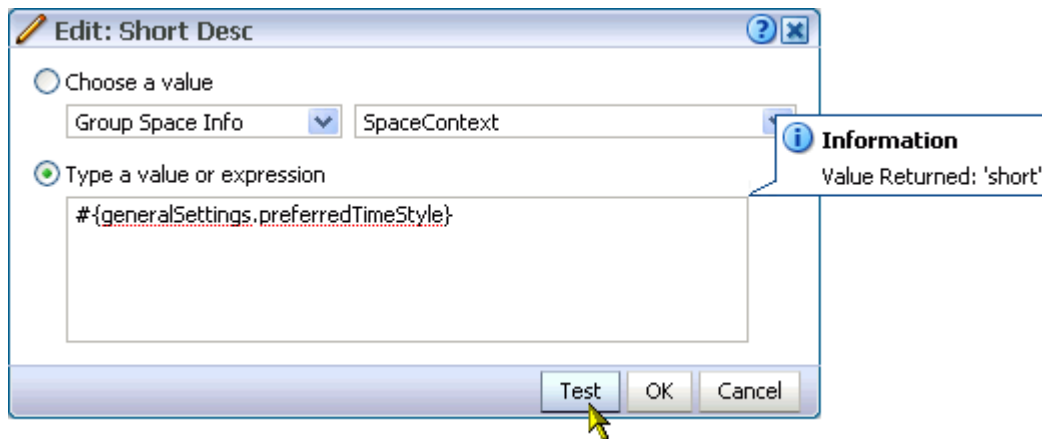 Edit: Short Desc
Choose a value
Group Space Info
SpaceContext
Information
Value Returned: 'short'
Type a value or expression
#{generalSettings.preferredTimeStyle}
Test
OK
Cancel